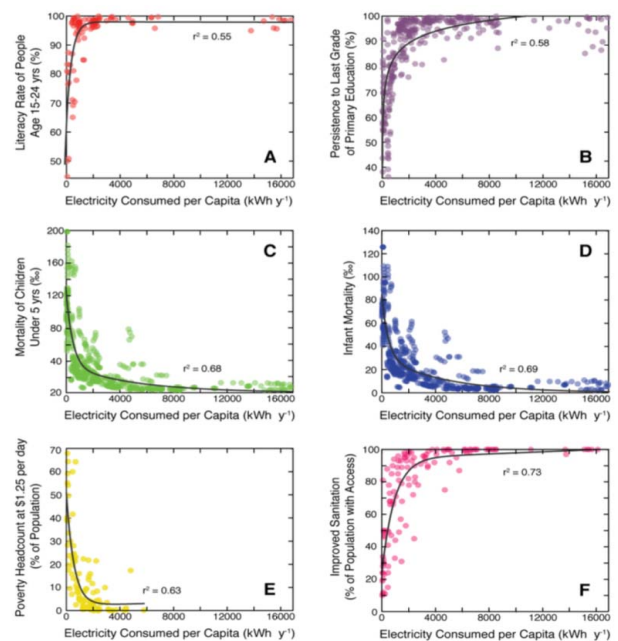 Literacy Rate of People
Age 15-24 yrs (%)
100
90
80
70
60
50
r² = 0.55
A
0 4000 8000 12000 16000
Electricity Consumed per Capita (kWh y⁻¹)
Persistence to Last Grade
of Primary Education (%)
100
90
80
70
60
50
40
r² = 0.58
B
0 4000 8000 12000 16000
Electricity Consumed per Capita (kWh y⁻¹)
Mortality of Children
Under 5 yrs (‰)
200
160
120
80
40
20
C
r² = 0.68
0 4000 8000 12000 16000
Electricity Consumed per Capita (kWh y⁻¹)
Infant Mortality (‰)
140
120
100
80
60
40
20
0
D
r² = 0.69
0 4000 8000 12000 16000
Electricity Consumed per Capita (kWh y⁻¹)
Poverty Headcount at $1.25 per day
(% of Population)
70
60
50
40
30
20
10
0
r² = 0.63
E
0 4000 8000 12000 16000
Electricity Consumed per Capita (kWh y⁻¹)
Improved Sanitation
(% of Population with Access)
100
80
60
40
20
0
r² = 0.73
F
0 4000 8000 12000 16000
Electricity Consumed per Capita (kWh y⁻¹)